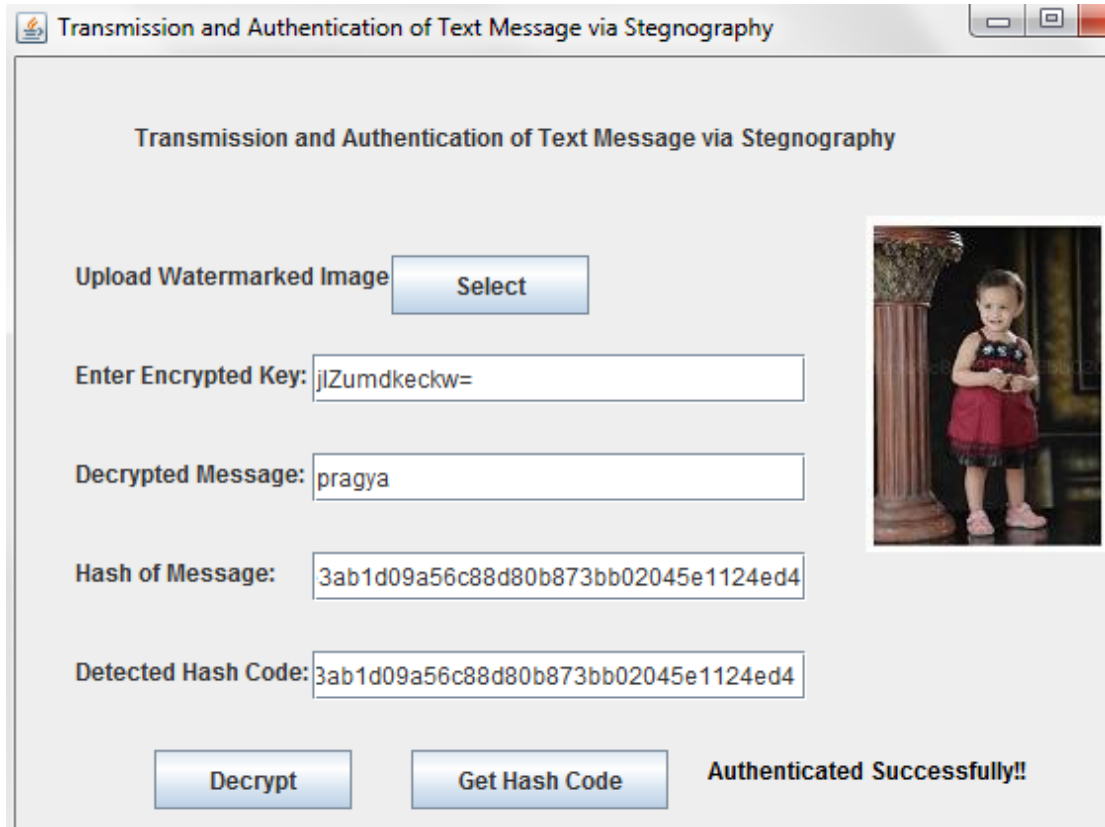 Transmission and Authentication of Text Message via Stegnography
Transmission and Authentication of Text Message via Stegnography
Upload Watermarked Image
Select
Enter Encrypted Key:
jlZumdkeckw=
Decrypted Message:
pragya
Hash of Message:
3ab1d09a56c88d80b873bb02045e1124ed4
Detected Hash Code:
3ab1d09a56c88d80b873bb02045e1124ed4
Decrypt
Get Hash Code
Authenticated Successfully!!